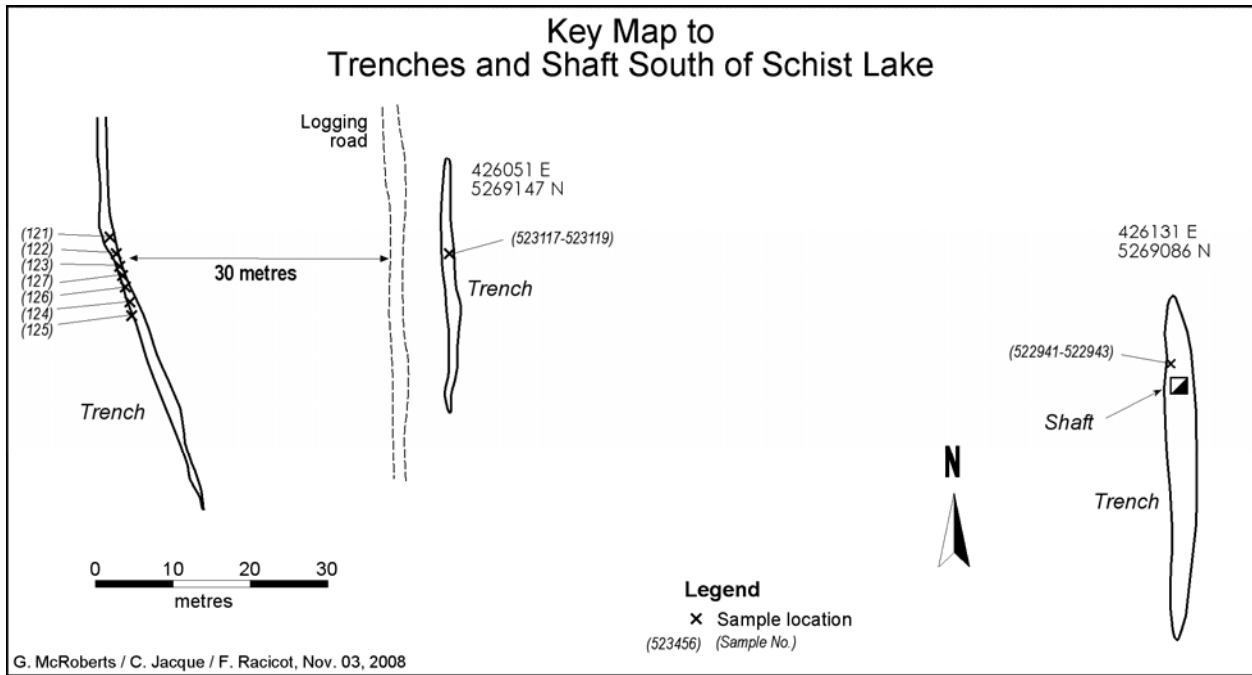 Key Map to
Trenches and Shaft South of Schist Lake
Logging
road
426051 E
5269147 N
(523117-523119)
Trench
(121)
(122)
(123)
(127)
(126)
(124)
(125)
30 metres
Trench
426131 E
5269086 N
(522941-522943)
Shaft
Trench
N
0 10 20 30
metres
Legend
Sample location
(523456) (Sample No.)
G. McRoberts / C. Jacque / F. Racicot, Nov. 03, 2008